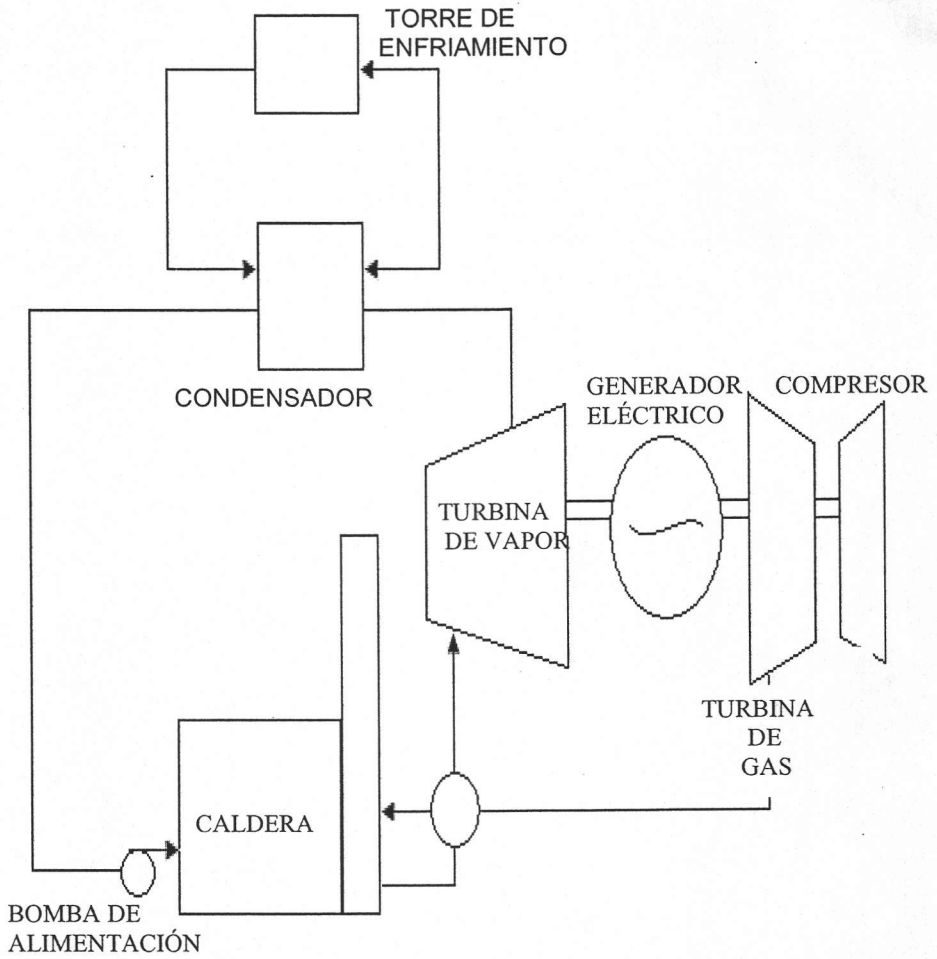 TORRE DE
ENFRIAMIENTO
CONDENSADOR
GENERADOR
ELÉCTRICO
COMPRESOR
TURBINA
DE VAPOR
TURBINA
DE
GAS
CALDERA
BOMBA DE
ALIMENTACIÓN